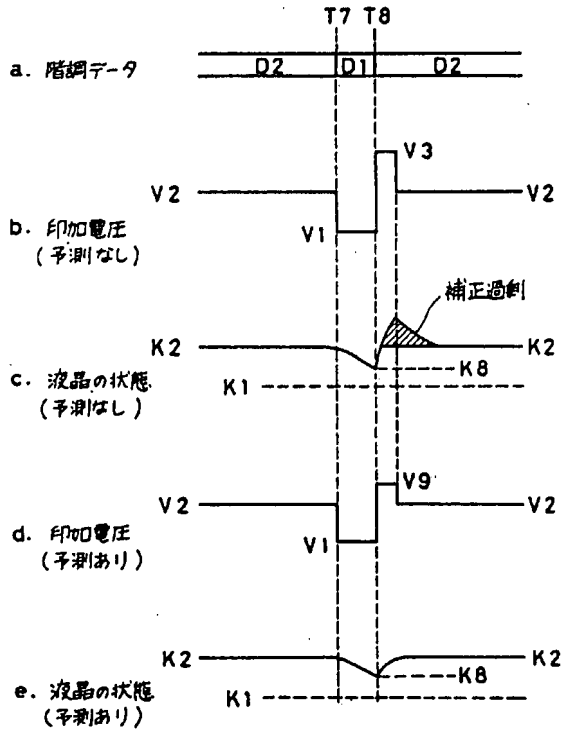 T7 T8
a. 階調データ
D2 D1 D2
V3
V2 V2
V1
b. 印加電圧
(予測なし)
補正過剰
K2 K2
K8
c. 液晶の状態
(予測なし)
K1
V9
V2 V2
V1
d. 印加電圧
(予測あり)
K2 K2
K8
e. 液晶の状態
(予測あり)
K1